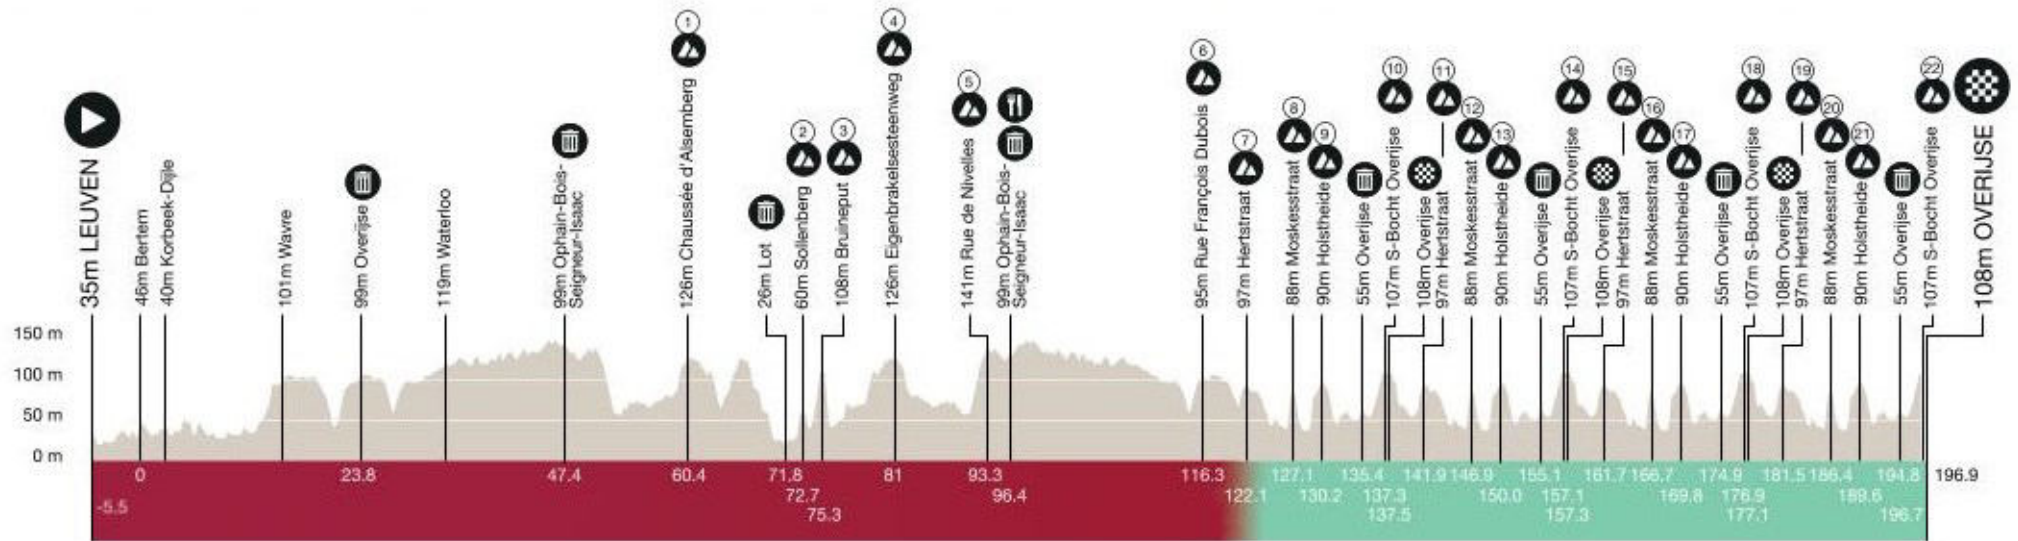 1
4
6
5
10
11
14
15
18
19
22
8
12
16
20
2
3
7
9
13
17
21
35m LEUVEN
46m Bertem
40m Korbeek-Dijle
101m Wavre
99m Overijse
119m Waterloo
99m Ophain-Bois-
Seigneur-Isaac
126m Chaussée d'Alsemberg
26m Lot
60m Sollenberg
108m Bruineput
126m Eigenbrakelsesteenweg
141m Rue de Nivelles
99m Ophain-Bois-
Seigneur-Isaac
95m Rue François Dubois
97m Hertstraat
88m Moskesstraat
90m Holstheide
55m Overijse
107m S-Bocht Overijse
108m Overijse
97m Hertstraat
88m Moskesstraat
90m Holstheide
55m Overijse
107m S-Bocht Overijse
108m Overijse
97m Hertstraat
88m Moskesstraat
90m Holstheide
55m Overijse
107m S-Bocht Overijse
108m Overijse
97m Hertstraat
88m Moskesstraat
90m Holstheide
55m Overijse
107m S-Bocht Overijse
108m OVERIJSE
150 m
100 m
50 m
0 m
0 23.8 47.4 60.4 71.8 81 93.3 116.3 127.1 135.4 141.9 146.9 155.1 161.7 166.7 174.9 181.5 186.4 194.8 196.9
72.7 96.4 122.1 130.2 137.3 150.0 157.1 169.8 176.9 189.6
-5.5 75.3 137.5 157.3 177.1 196.7